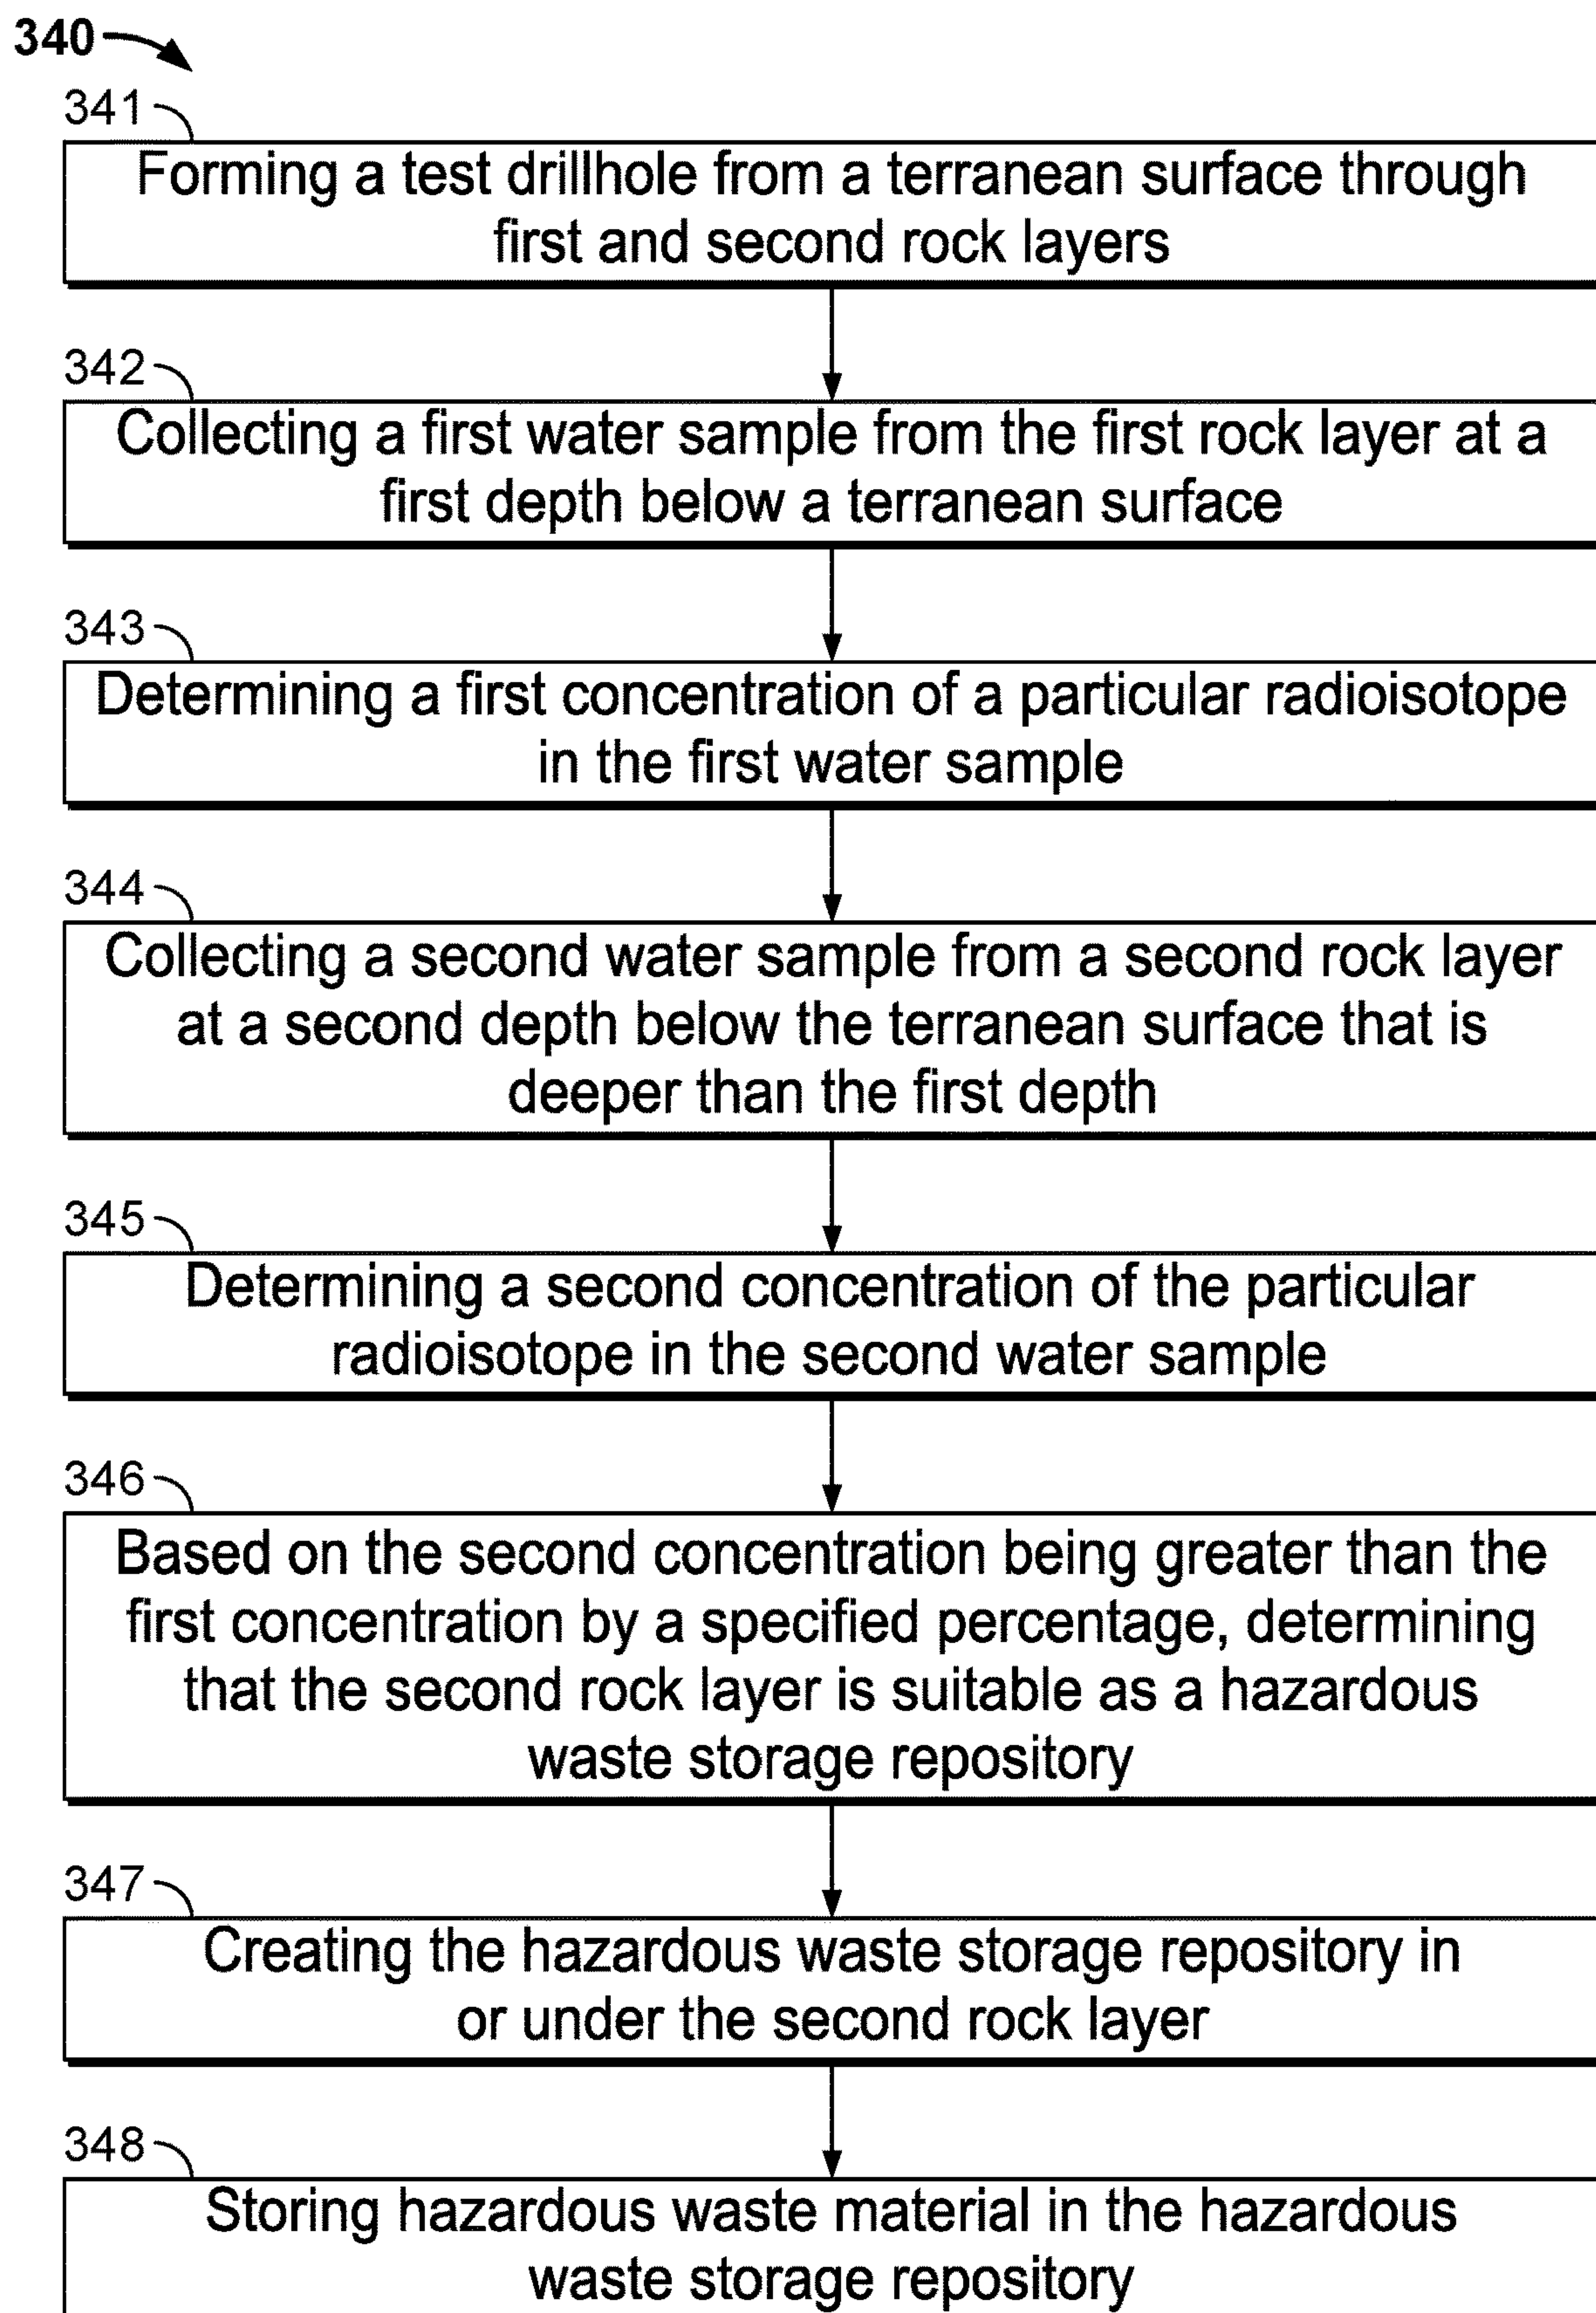 340
341
Forming a test drillhole from a terranean surface through
first and second rock layers
342
Collecting a first water sample from the first rock layer at a
first depth below a terranean surface
343
Determining a first concentration of a particular radioisotope
in the first water sample
344
Collecting a second water sample from a second rock layer
at a second depth below the terranean surface that is
deeper than the first depth
345
Determining a second concentration of the particular
radioisotope in the second water sample
346
Based on the second concentration being greater than the
first concentration by a specified percentage, determining
that the second rock layer is suitable as a hazardous
waste storage repository
347
Creating the hazardous waste storage repository in
or under the second rock layer
348
Storing hazardous waste material in the hazardous
waste storage repository